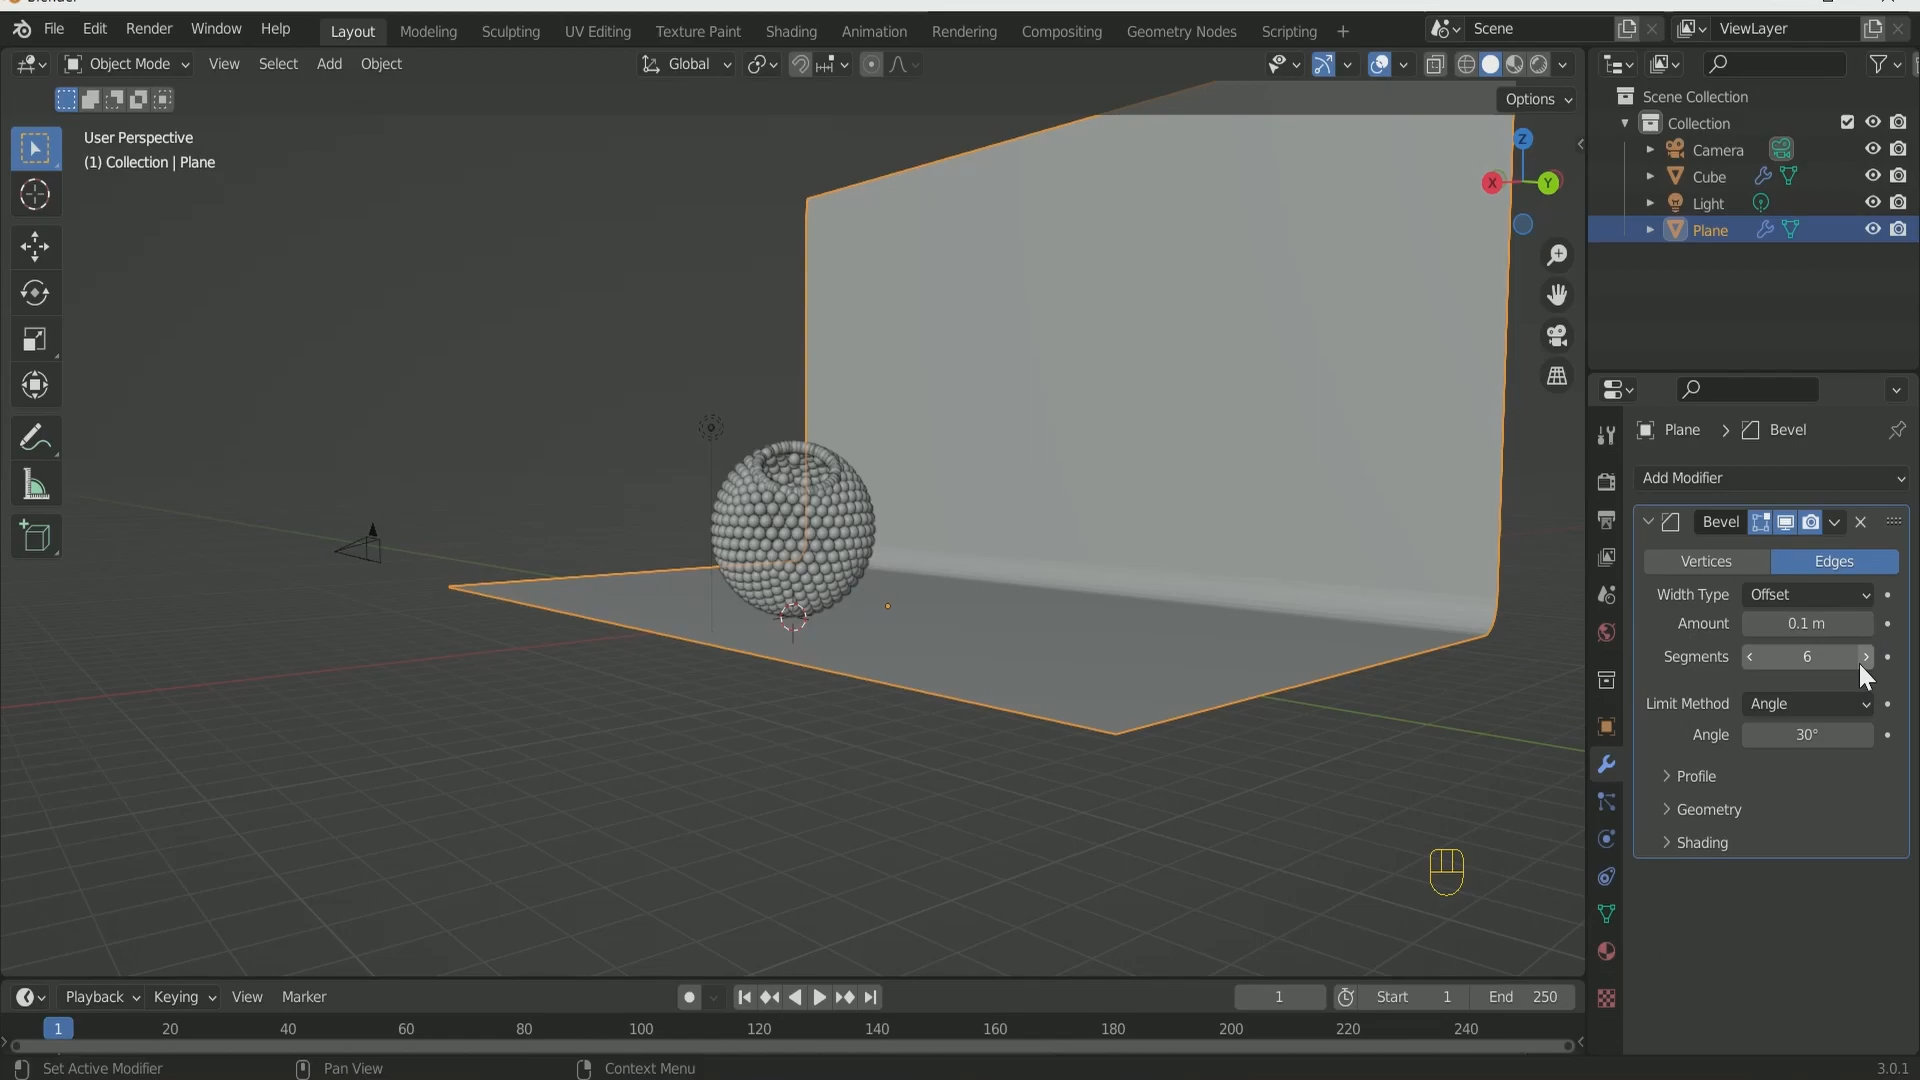 Blender
File Edit Render Window Help Layout Modeling Sculpting UV Editing Texture Paint Shading Animation Rendering Compositing Geometry Nodes Scripting + Scene ViewLayer
Object Mode View Select Add Object Global
Options
User Perspective
(1) Collection | Plane
Z
X Y
Scene Collection
Collection
Camera
Cube
Light
Plane
Plane > Bevel
Add Modifier
Bevel
Vertices Edges
Width Type Offset
Amount 0.1 m
Segments 6
Limit Method Angle
Angle 30°
Profile
Geometry
Shading
Playback Keying View Marker 1 Start 1 End 250
1 20 40 60 80 100 120 140 160 180 200 220 240
Set Active Modifier Pan View Context Menu 3.0.1